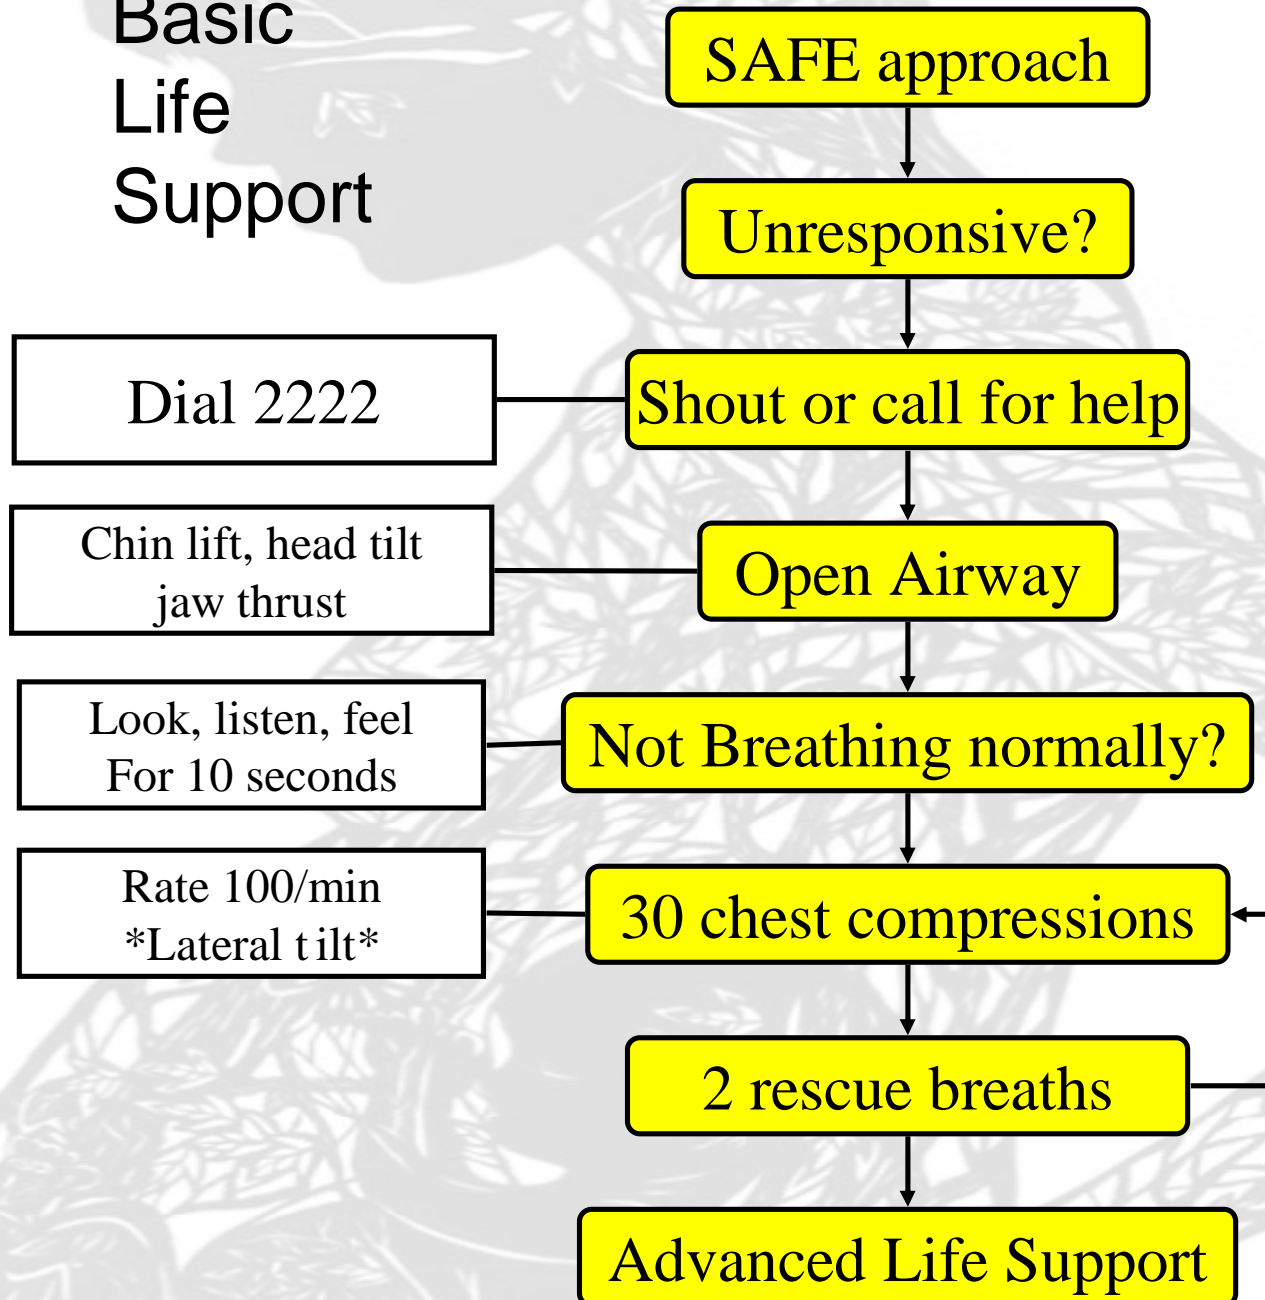 Basic
Life
Support
SAFE approach
Unresponsive?
Dial 2222
Shout or call for help
Chin lift, head tilt
jaw thrust
Open Airway
Look, listen, feel
For 10 seconds
Not Breathing normally?
Rate 100/min
*Lateral tilt*
30 chest compressions
2 rescue breaths
Advanced Life Support